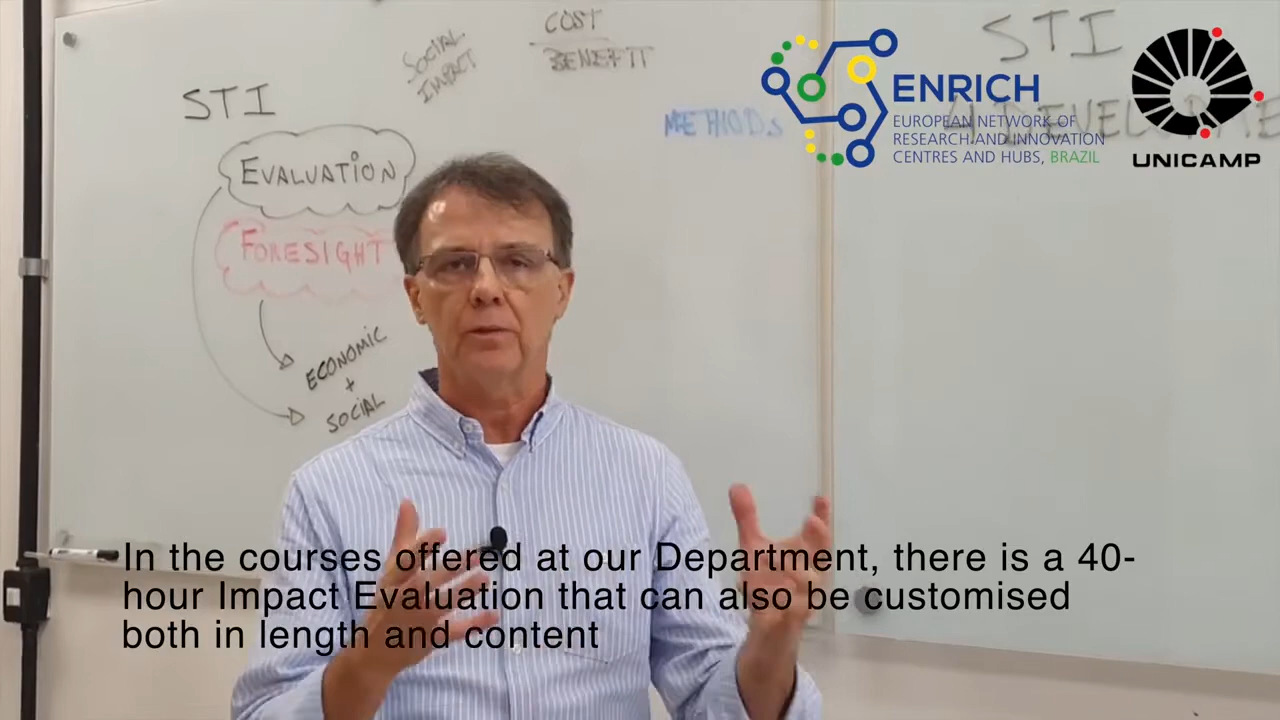 STI
EVALUATION
FORESIGHT
ECONOMIC
+
SOCIAL
SOCIAL
IMPACT
COST
BENEFIT
METHODS
STI
ENRICH
EUROPEAN NETWORK OF
RESEARCH AND INNOVATION
CENTRES AND HUBS, BRAZIL
UNICAMP
In the courses offered at our Department, there is a 40-
hour Impact Evaluation that can also be customised
both in length and content